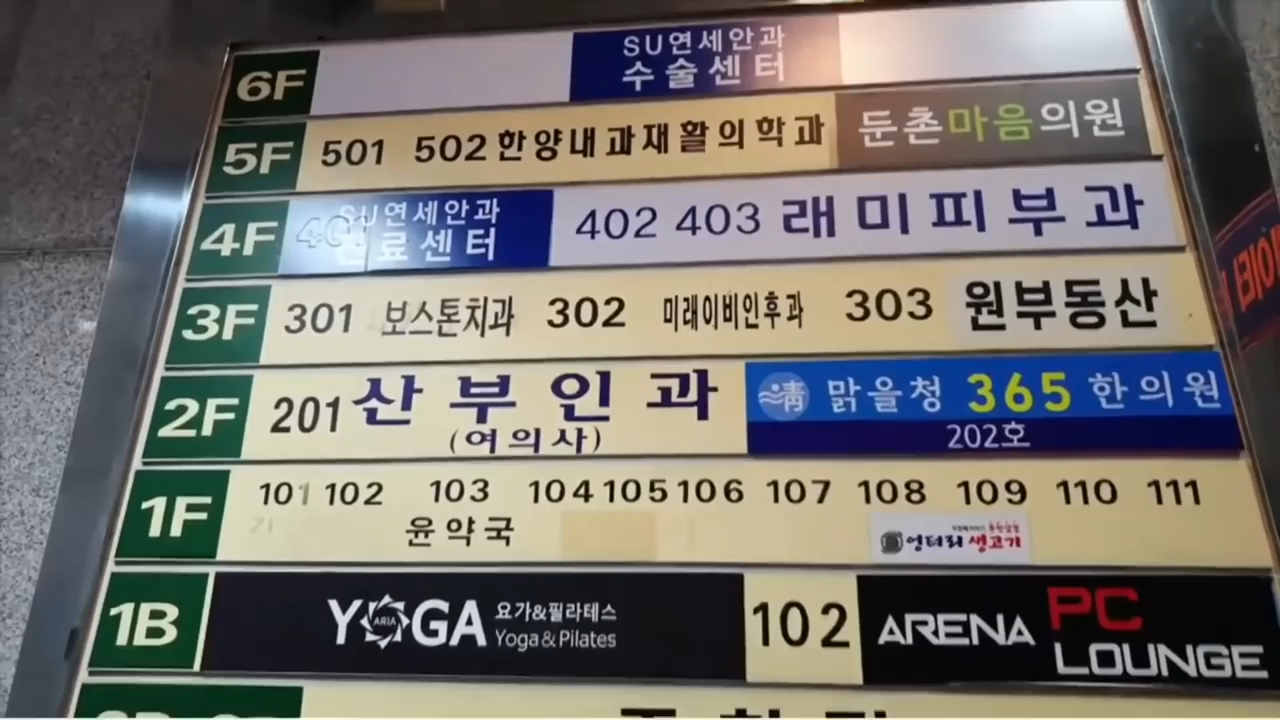 6F SU연세안과
수술센터
5F 501 502 한양내과재활의학과 둔촌마음의원
4F SU연세안과
진료센터 402 403 래미피부과
3F 301 보스톤치과 302 미래이비인후과 303 원부동산
2F 201 산부인과
(여의사) 맑을청 365 한의원
202호
1F 101 102 103 104 105 106 107 108 109 110 111
윤약국 엉터리 생고기
1B YOGA ARIA 요가&필라테스
Yoga & Pilates 102 ARENA PC
LOUNGE